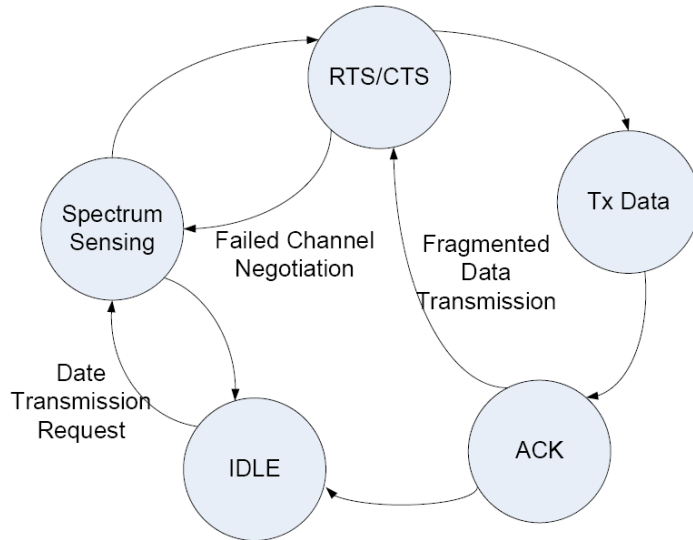 RTS/CTS
Tx Data
Spectrum
Sensing
Failed Channel
Negotiation
Fragmented
Data
Transmission
Date
Transmission
Request
IDLE
ACK